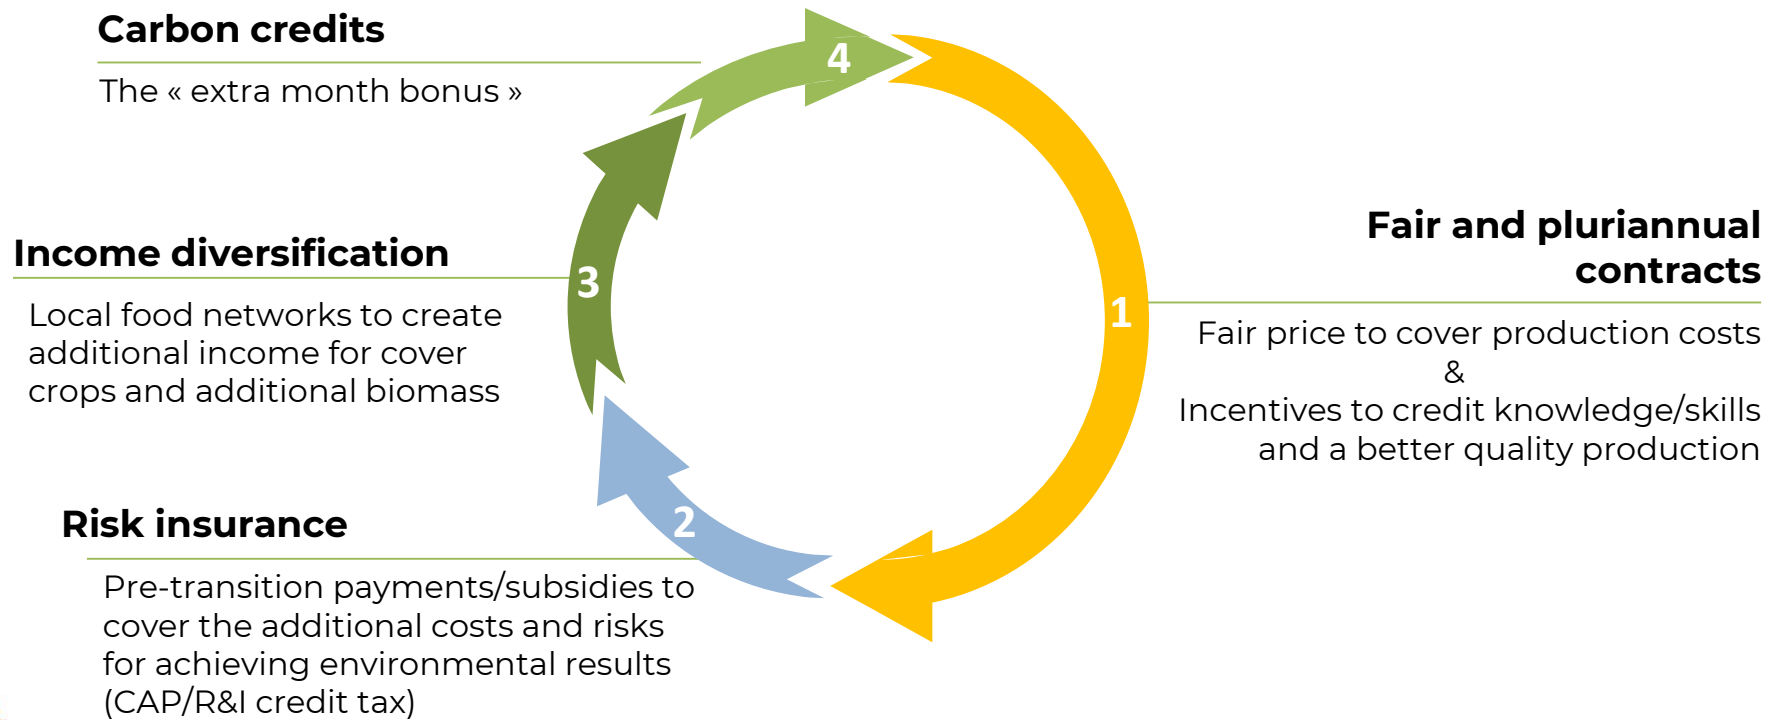 Carbon credits
The « extra month bonus »
4
Fair and pluriannual
contracts
1
Fair price to cover production costs
&
Incentives to credit knowledge/skills
and a better quality production
Income diversification
3
Local food networks to create
additional income for cover
crops and additional biomass
Risk insurance
2
Pre-transition payments/subsidies to
cover the additional costs and risks
for achieving environmental results
(CAP/R&I credit tax)